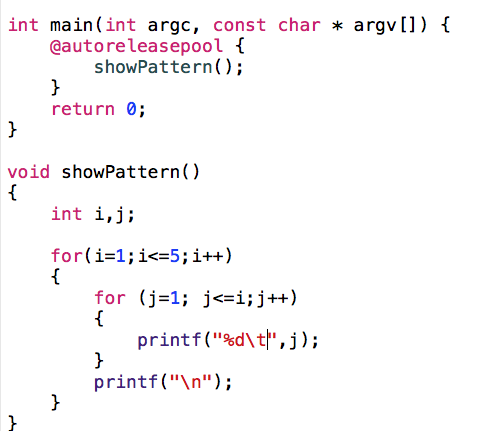 int main(int argc, const char * argv[]) {
    @autoreleasepool {
        showPattern();
    }
    return 0;
}

void showPattern()
{
    int i,j;

    for(i=1;i<=5;i++)
    {
        for (j=1; j<=i;j++)
        {
            printf("%d\t",j);
        }
        printf("\n");
    }
}